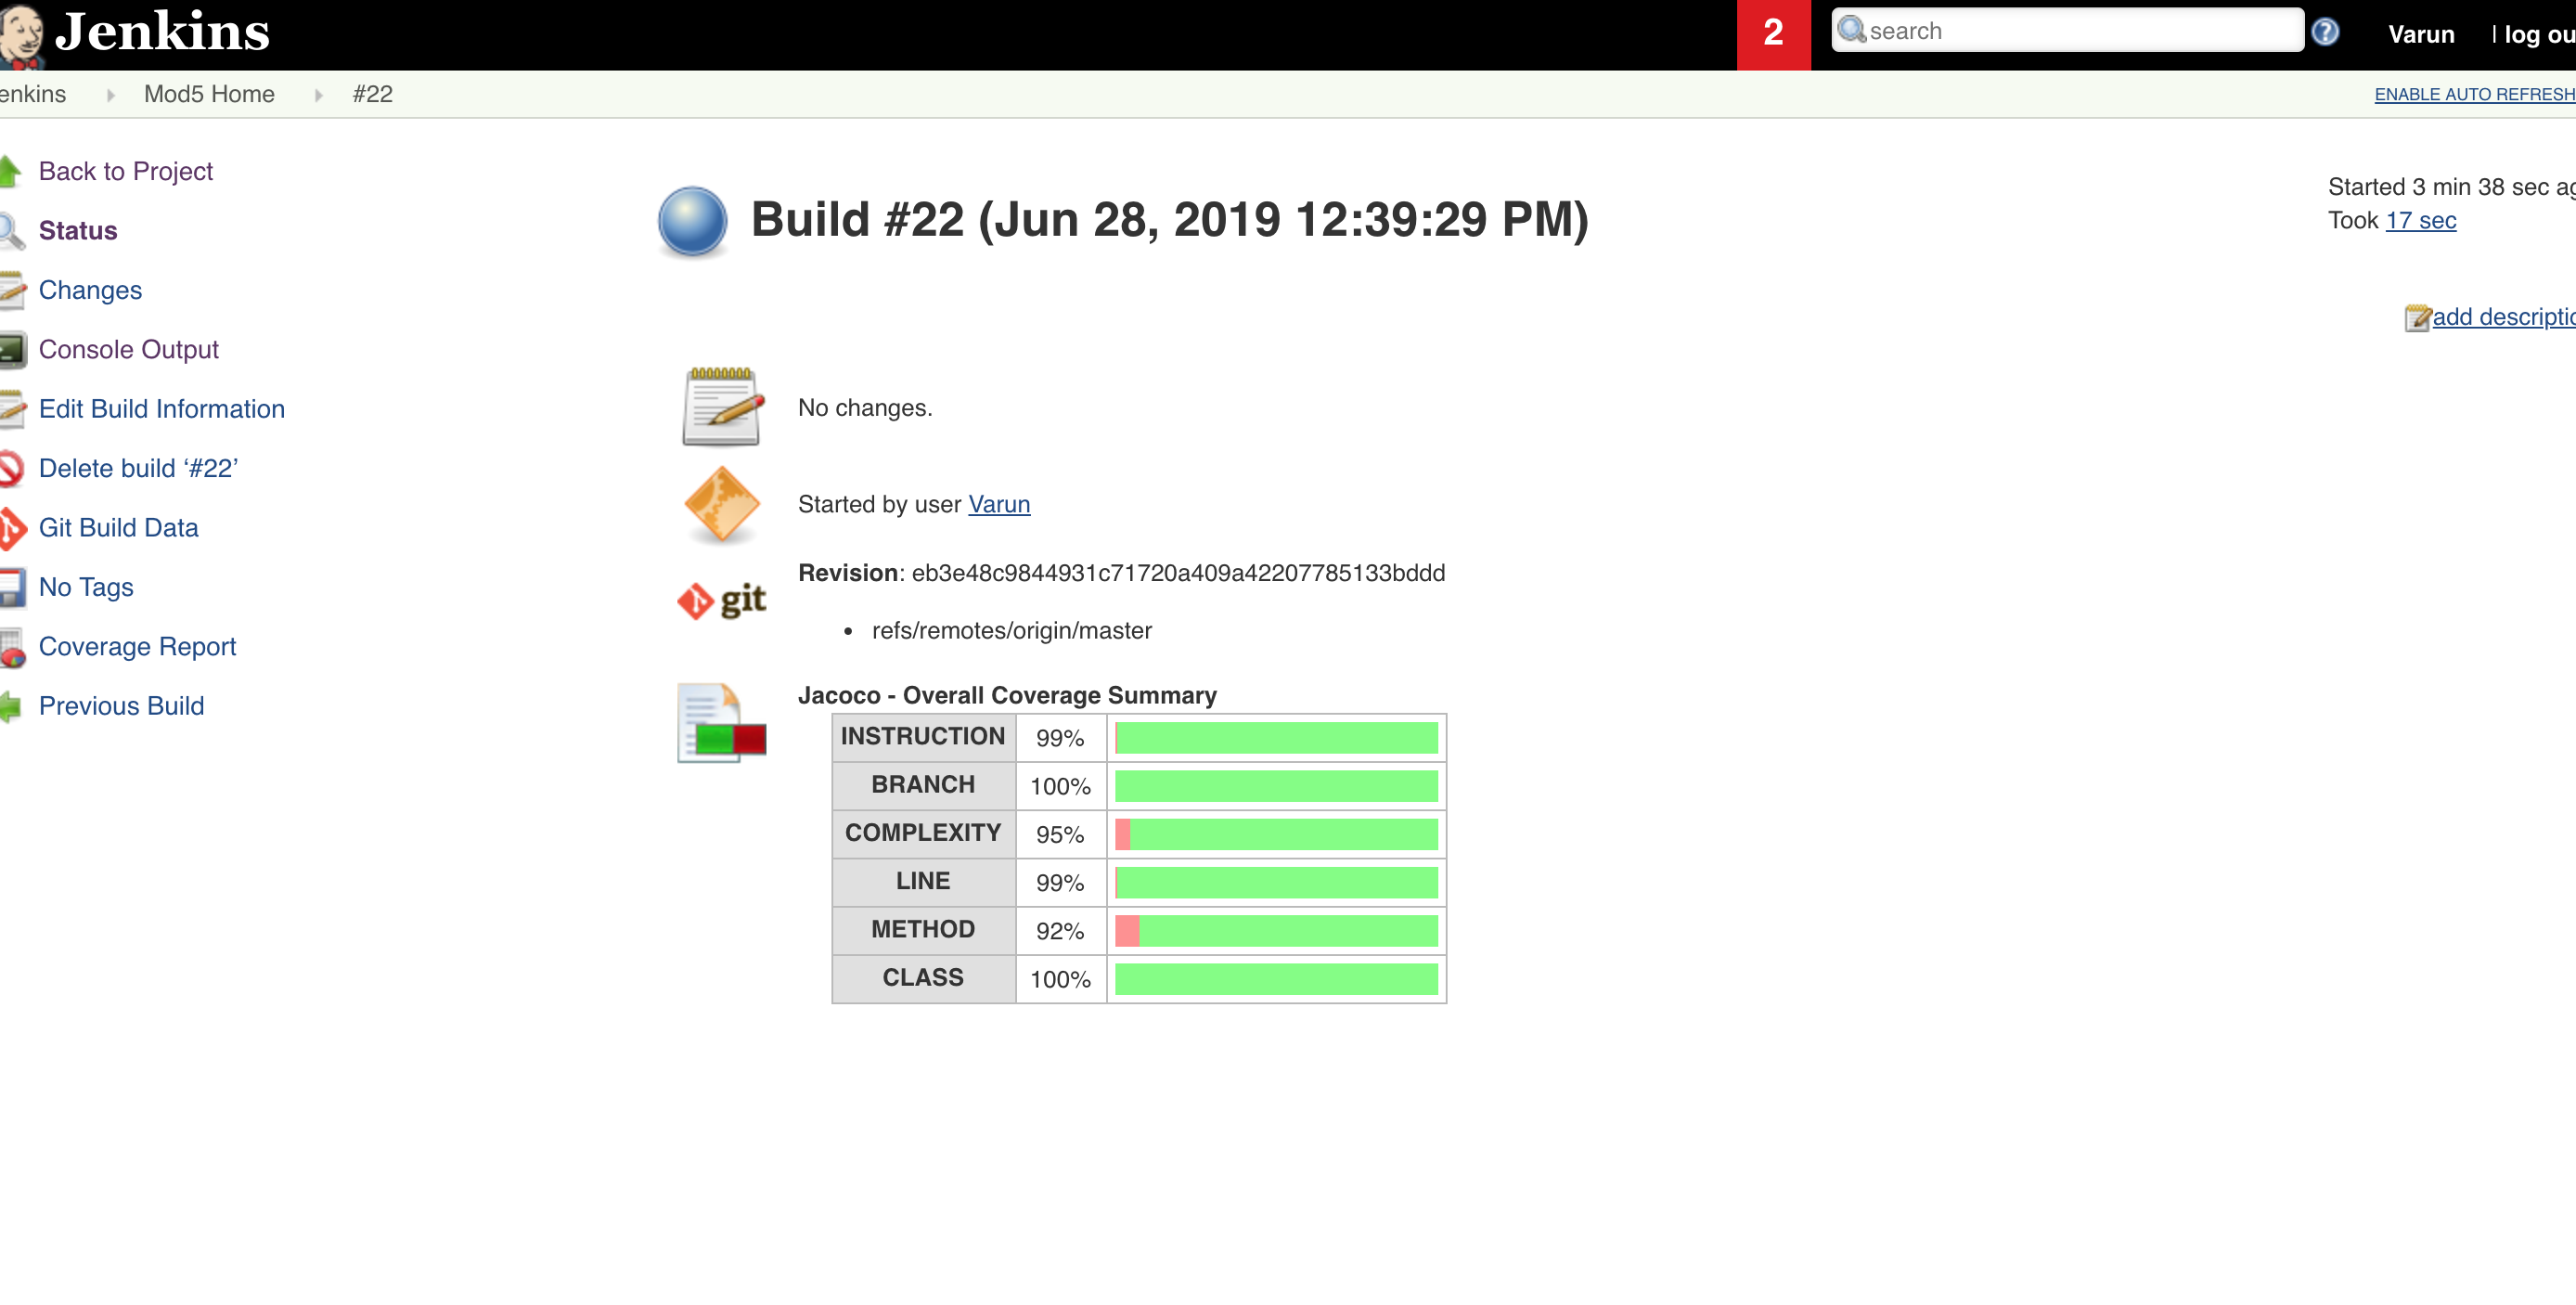 Jenkins
2
search
Varun | log ou
enkins Mod5 Home #22
ENABLE AUTO REFRESH
Back to Project
Status
Changes
Console Output
Edit Build Information
Delete build ‘#22’
Git Build Data
No Tags
Coverage Report
Previous Build
Build #22 (Jun 28, 2019 12:39:29 PM)
Started 3 min 38 sec ag
Took 17 sec
add descriptio
No changes.
Started by user Varun
git
Revision: eb3e48c9844931c71720a409a42207785133bddd
• refs/remotes/origin/master
Jacoco - Overall Coverage Summary
INSTRUCTION 99%
BRANCH 100%
COMPLEXITY 95%
LINE 99%
METHOD 92%
CLASS 100%